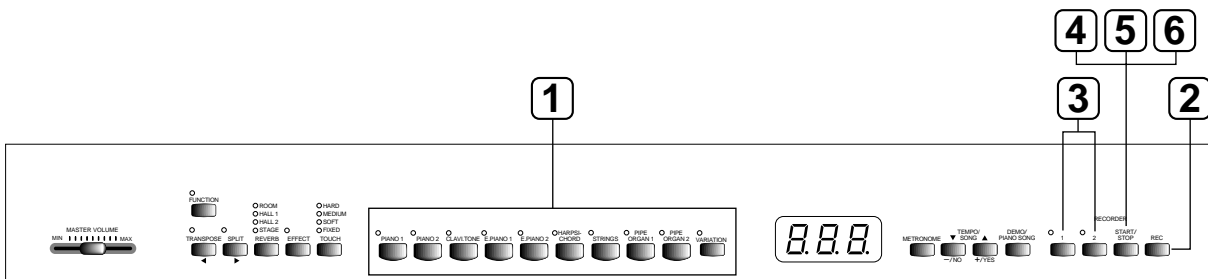 4 5 6
1 3 2
FUNCTION
ROOM
HALL 1
HALL 2
STAGE
HARD
MEDIUM
SOFT
FIXED
MASTER VOLUME
MIN MAX
TRANSPOSE SPLIT REVERB EFFECT TOUCH
PIANO 1 PIANO 2 CLAVI.TONE E.PIANO 1 E.PIANO 2 HARPSI-CHORD STRINGS PIPE ORGAN 1 PIPE ORGAN 2 VARIATION
8.8.8.
RECORDER
METRONOME ▼ TEMPO/SONG ▲ DEMO/PIANO SONG 2 START/STOP REC
◀ ▶ –/NO +/YES